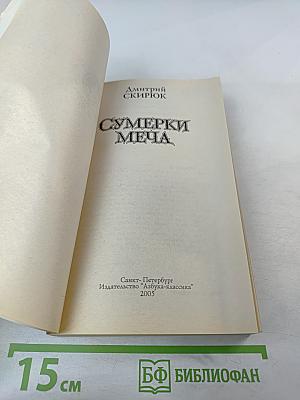 Дмитрий
СКИРЮК
СУМЕРКИ
МЕЧА
Санкт-Петербург
Издательство "Азбука-классика"
2005
15 см
БФ БИБЛИОФАН